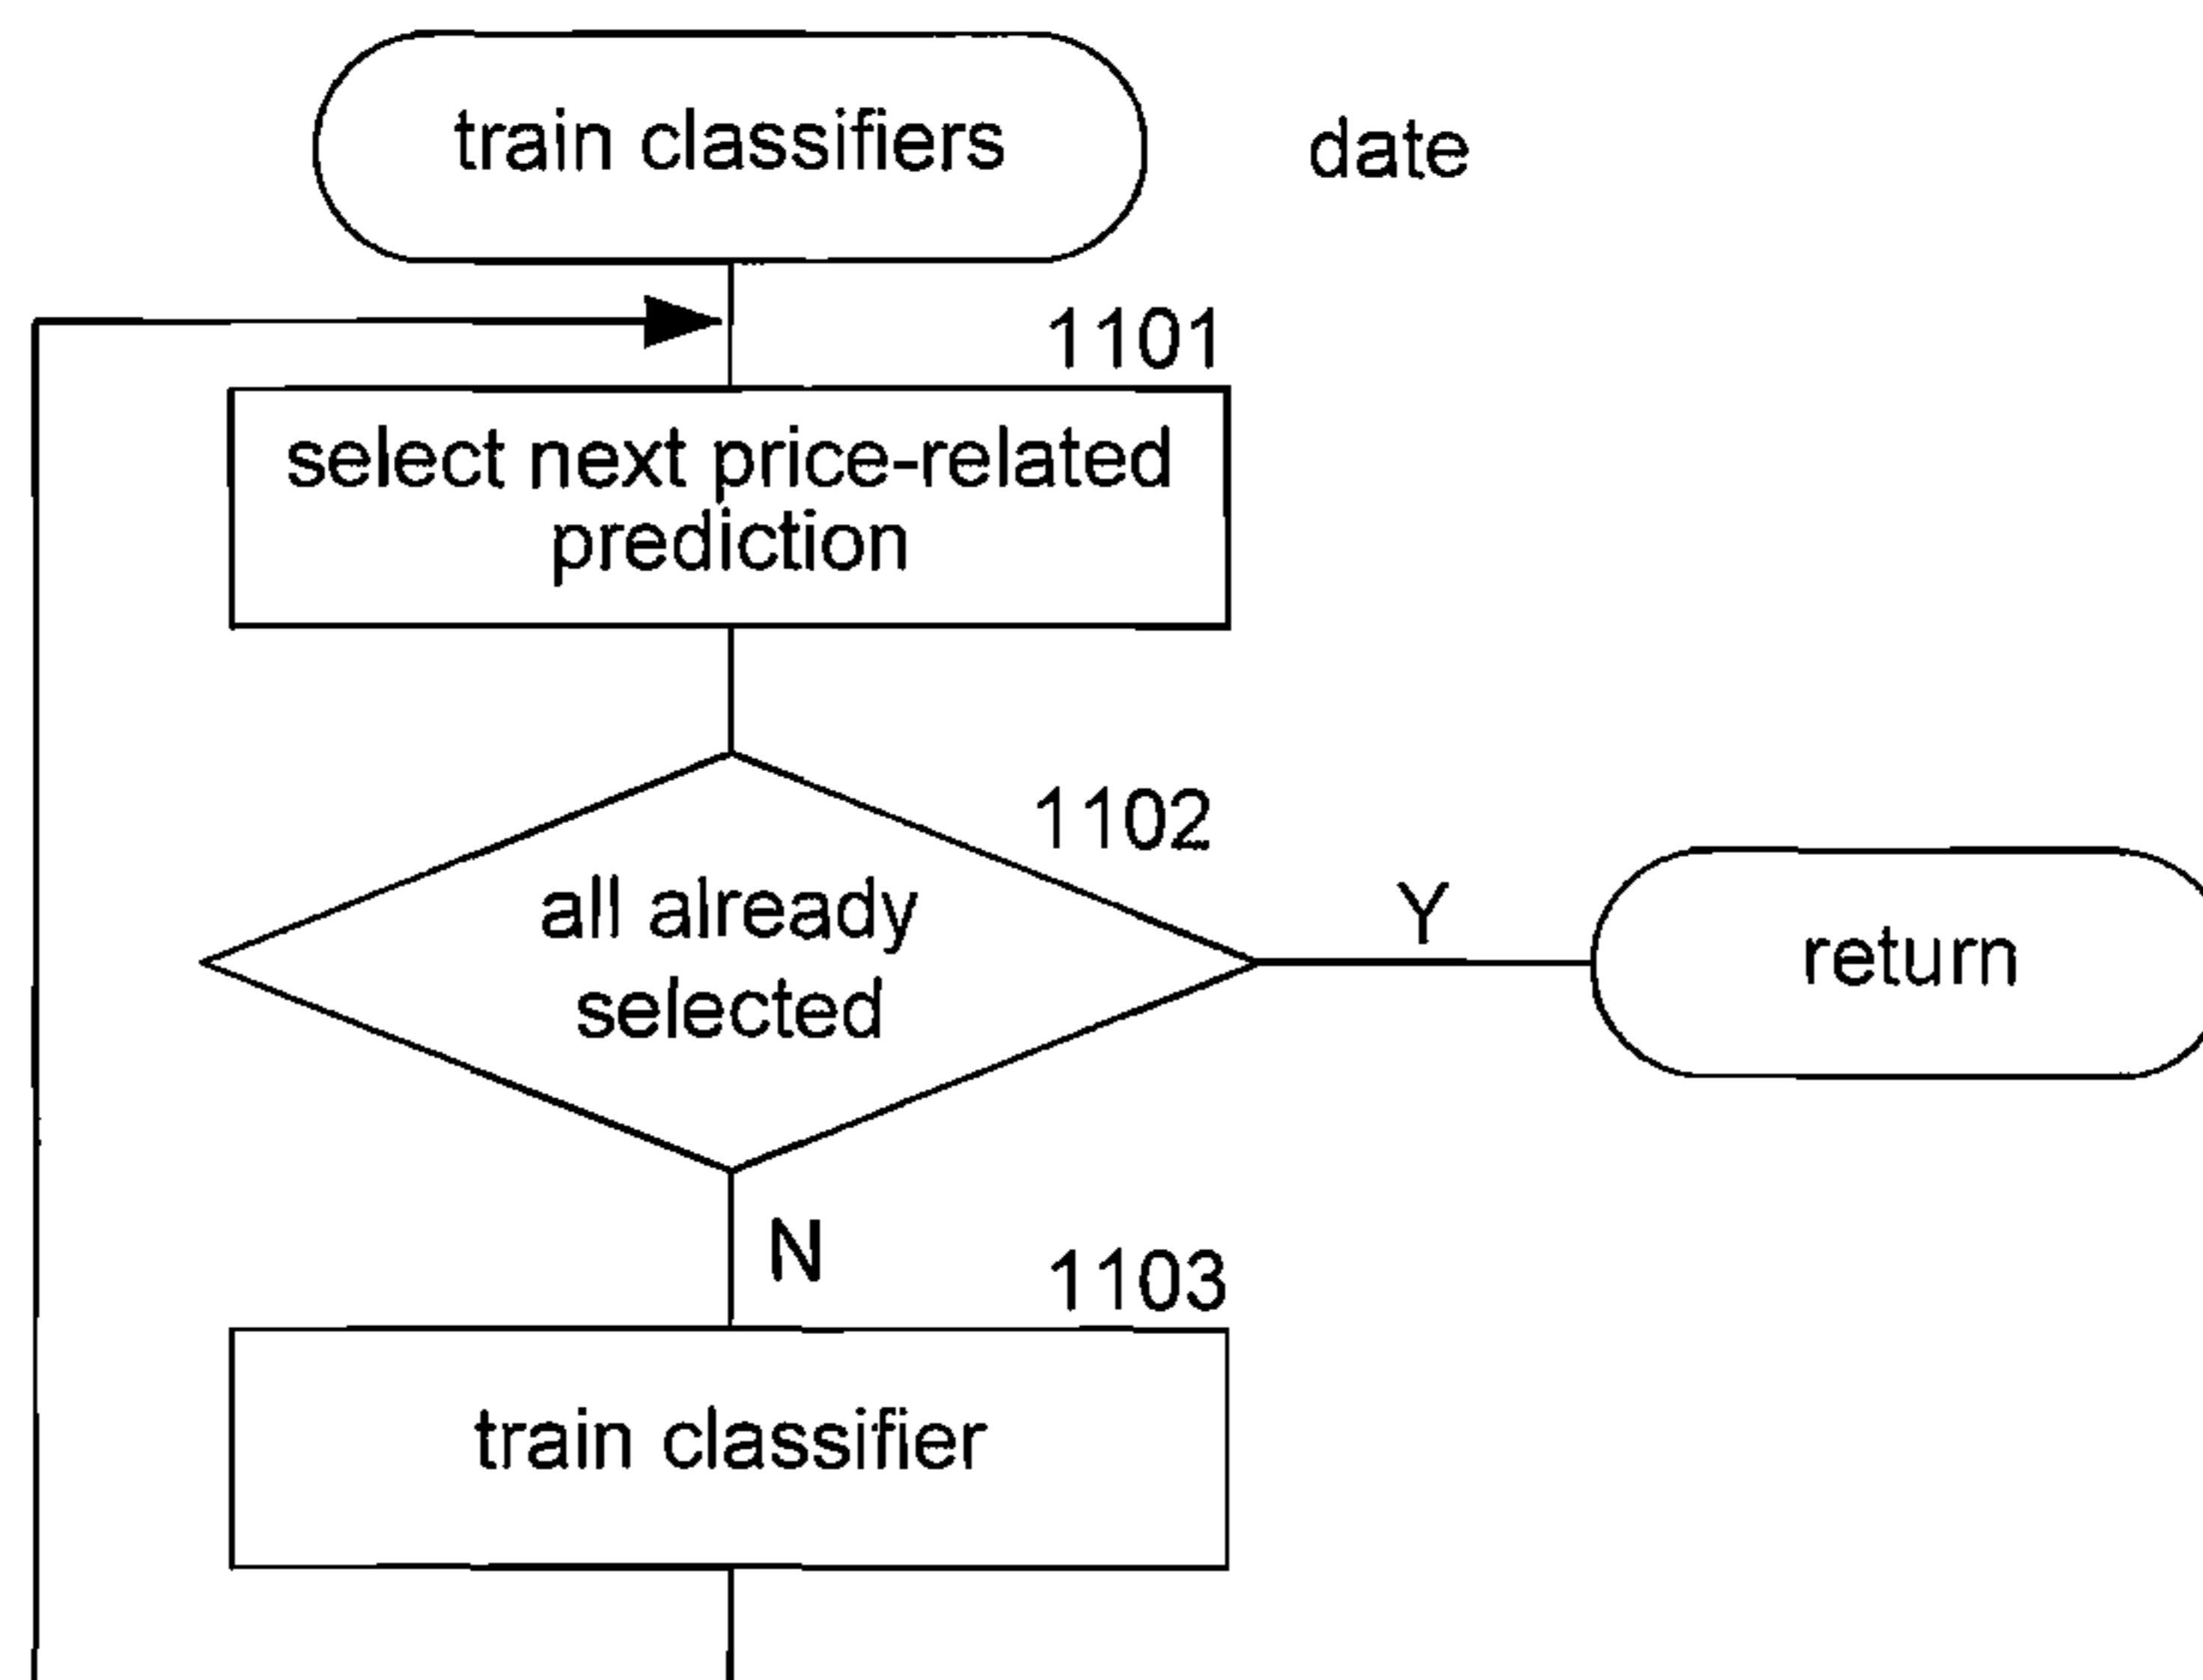 train classifiers
date
1101
select next price-related
prediction
1102
all already
selected
Y
return
N
1103
train classifier